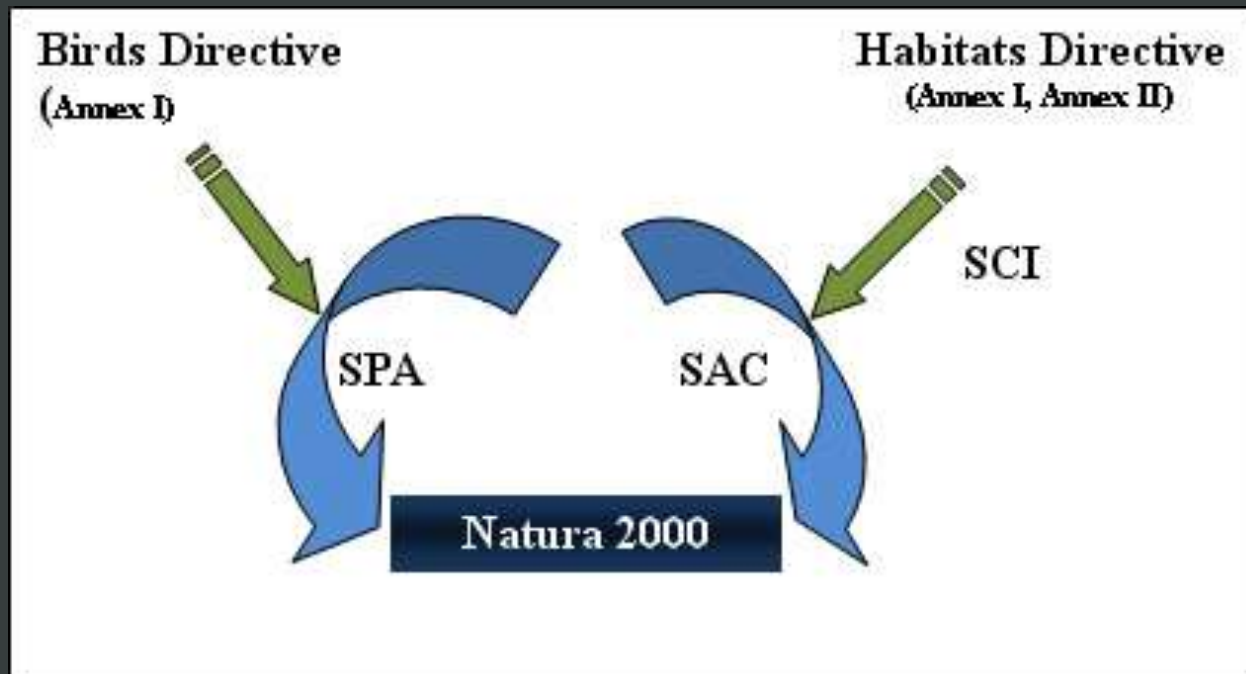 Birds Directive
(Annex I)
Habitats Directive
(Annex I, Annex II)
SCI
SPA
SAC
Natura 2000